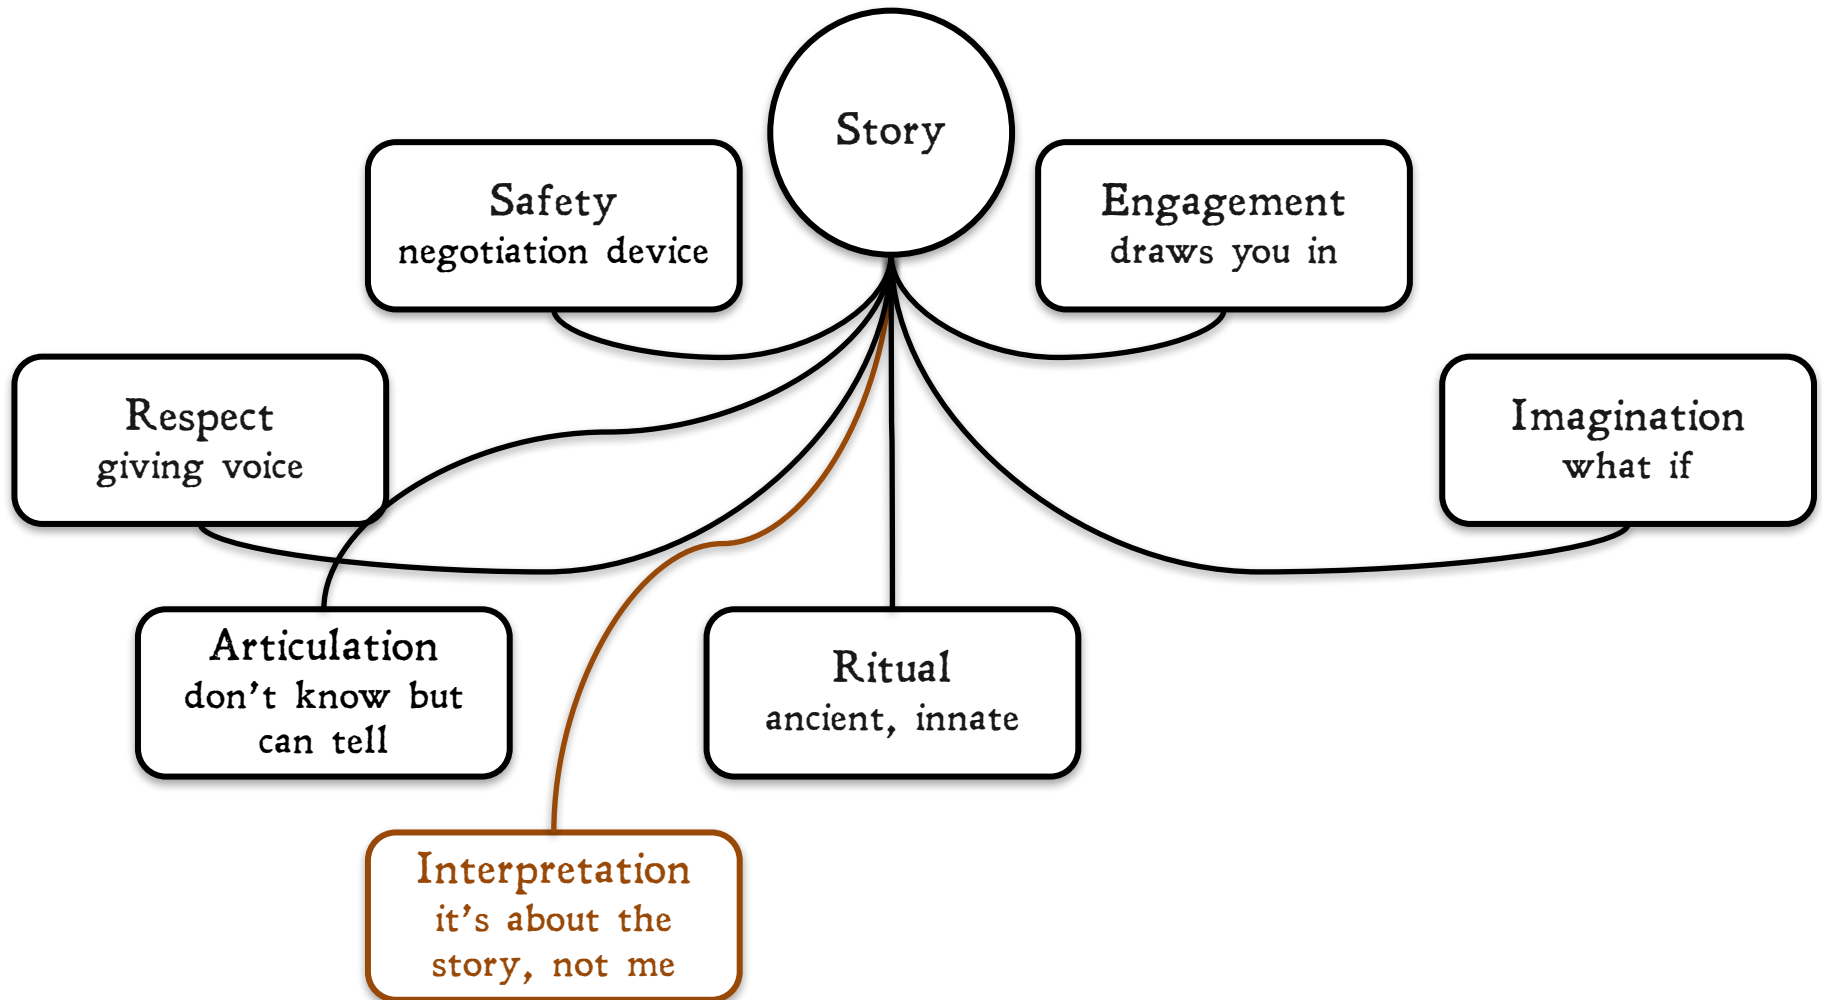 Story
Safety
negotiation device
Engagement
draws you in
Respect
giving voice
Imagination
what if
Articulation
don't know but
can tell
Ritual
ancient, innate
Interpretation
it's about the
story, not me